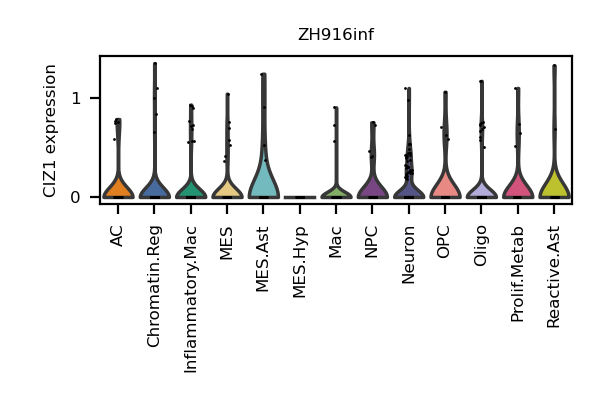 ZH916inf
CIZ1 expression
1
0
AC
Chromatin.Reg
Inflammatory.Mac
MES
MES.Ast
MES.Hyp
Mac
NPC
Neuron
OPC
Oligo
Prolif.Metab
Reactive.Ast